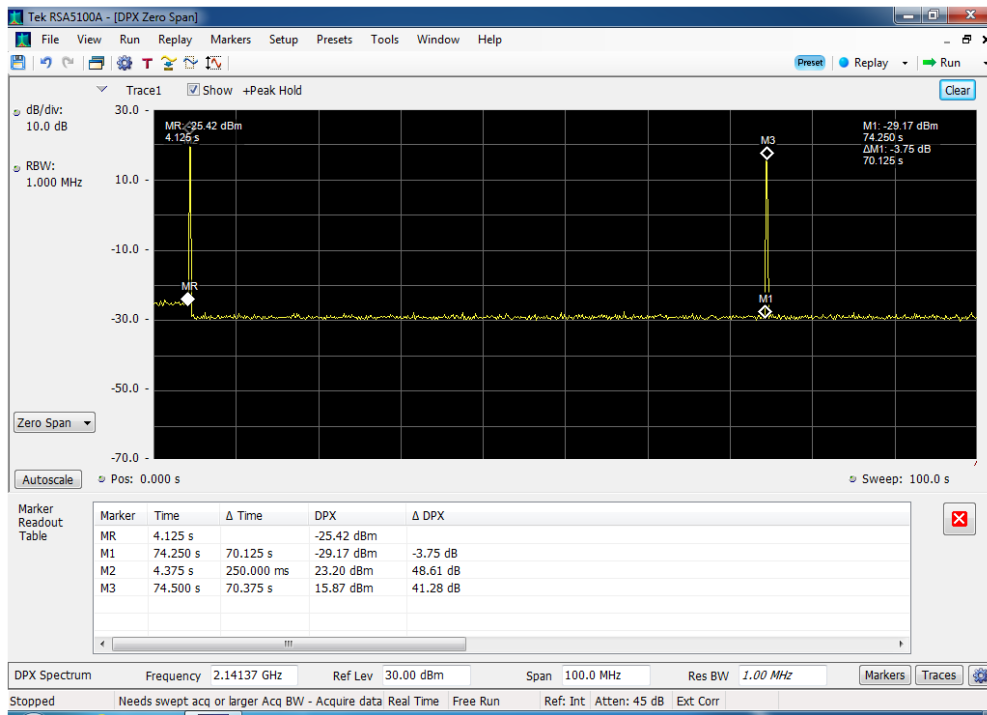 Tek RSA5100A - [DPX Zero Span]
File View Run Replay Markers Setup Presets Tools Window Help
T Preset Replay Run
Trace1 Show +Peak Hold Clear
dB/div:
10.0 dB
RBW:
1.000 MHz
30.0 -
10.0 -
-10.0 -
-30.0 -
-50.0 -
-70.0 -
MR: -25.42 dBm
4.125 s
M2
M1: -29.17 dBm
74.250 s
ΔM1: -3.75 dB
70.125 s
M3
MR
M1
Zero Span
Autoscale Pos: 0.000 s Sweep: 100.0 s
Marker
Readout
Table
Marker Time Δ Time DPX Δ DPX
MR 4.125 s -25.42 dBm
M1 74.250 s 70.125 s -29.17 dBm -3.75 dB
M2 4.375 s 250.000 ms 23.20 dBm 48.61 dB
M3 74.500 s 70.375 s 15.87 dBm 41.28 dB
DPX Spectrum Frequency 2.14137 GHz Ref Lev 30.00 dBm Span 100.0 MHz Res BW 1.00 MHz Markers Traces
Stopped Needs swept acq or larger Acq BW - Acquire data Real Time Free Run Ref: Int Atten: 45 dB Ext Corr